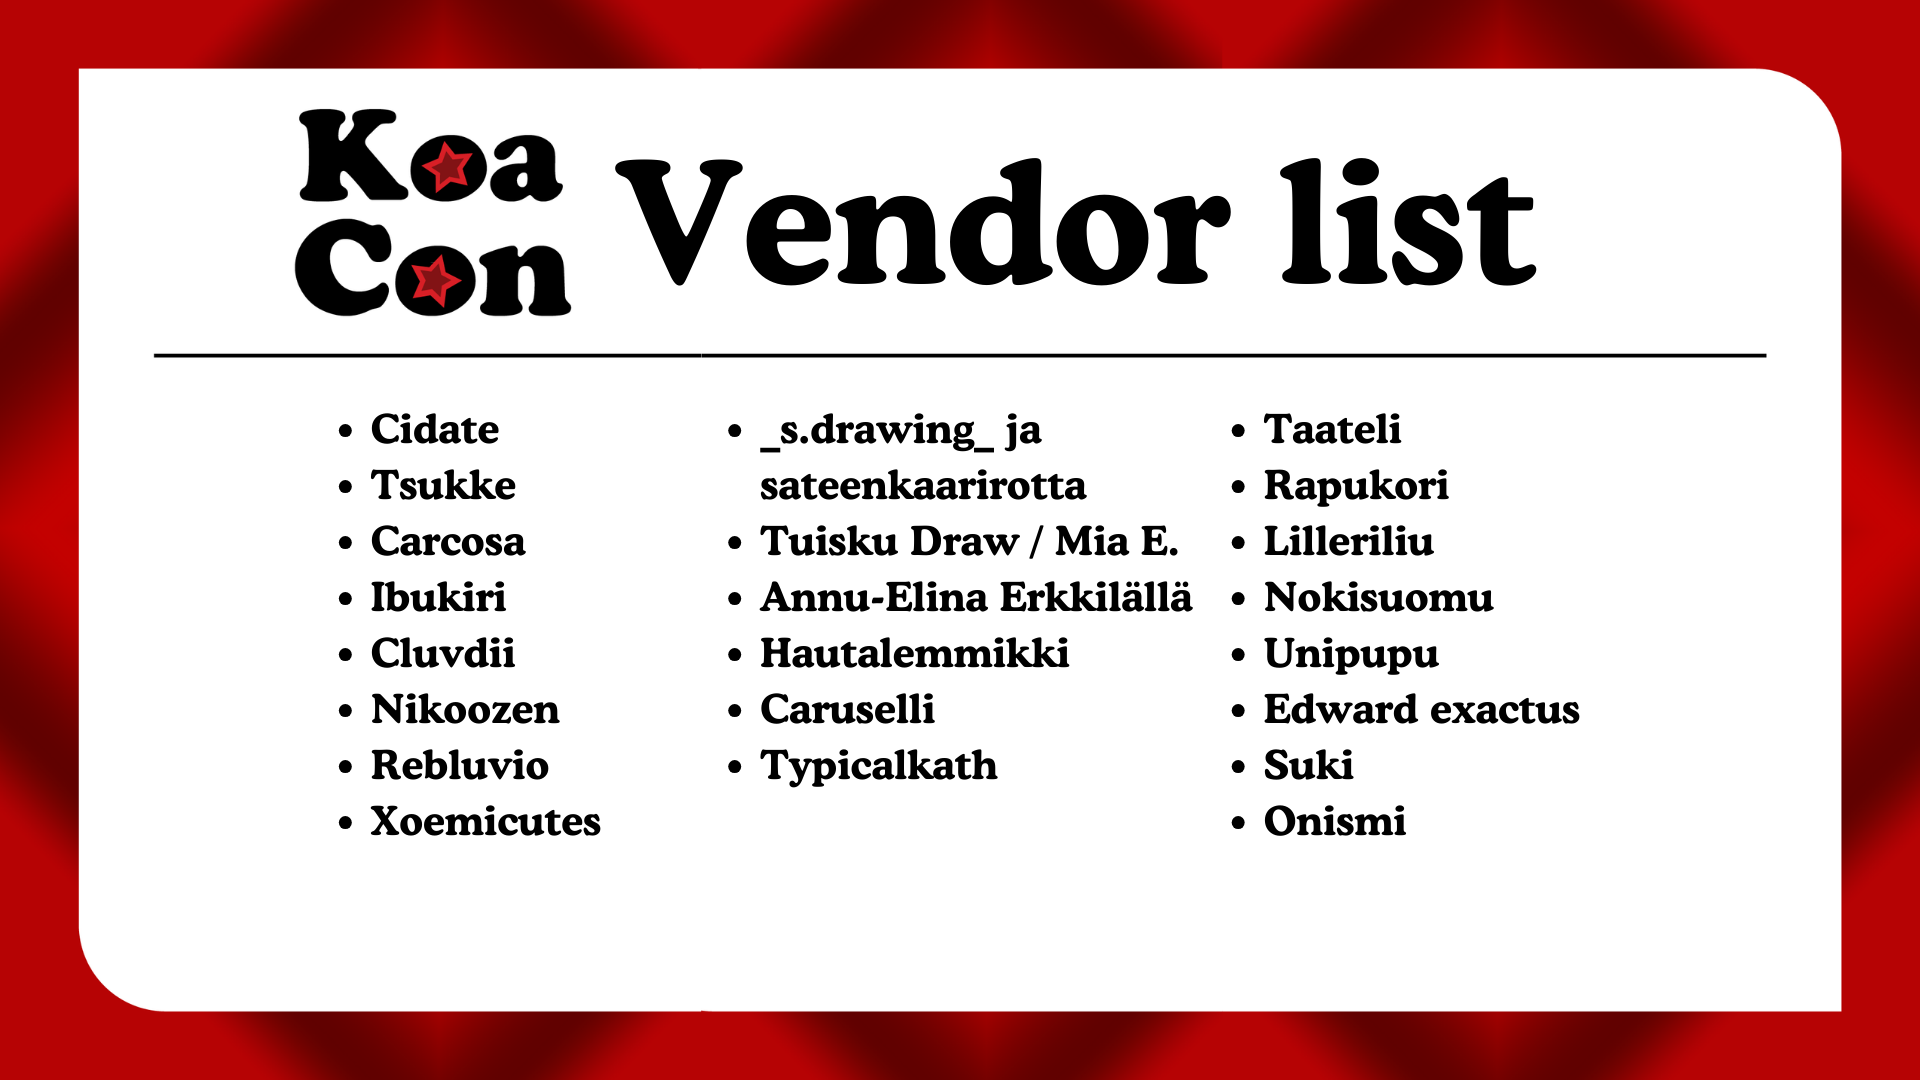 Koa
Con
Vendor list
• Cidate
• Tsukke
• Carcosa
• Ibukiri
• Cluvdii
• Nikoozen
• Rebluvio
• Xoemicutes
• _s.drawing_ ja
sateenkaarirotta
• Tuisku Draw / Mia E.
• Annu-Elina Erkkilällä
• Hautalemmikki
• Caruselli
• Typicalkath
• Taateli
• Rapukori
• Lilleriliu
• Nokisuomu
• Unipupu
• Edward exactus
• Suki
• Onismi